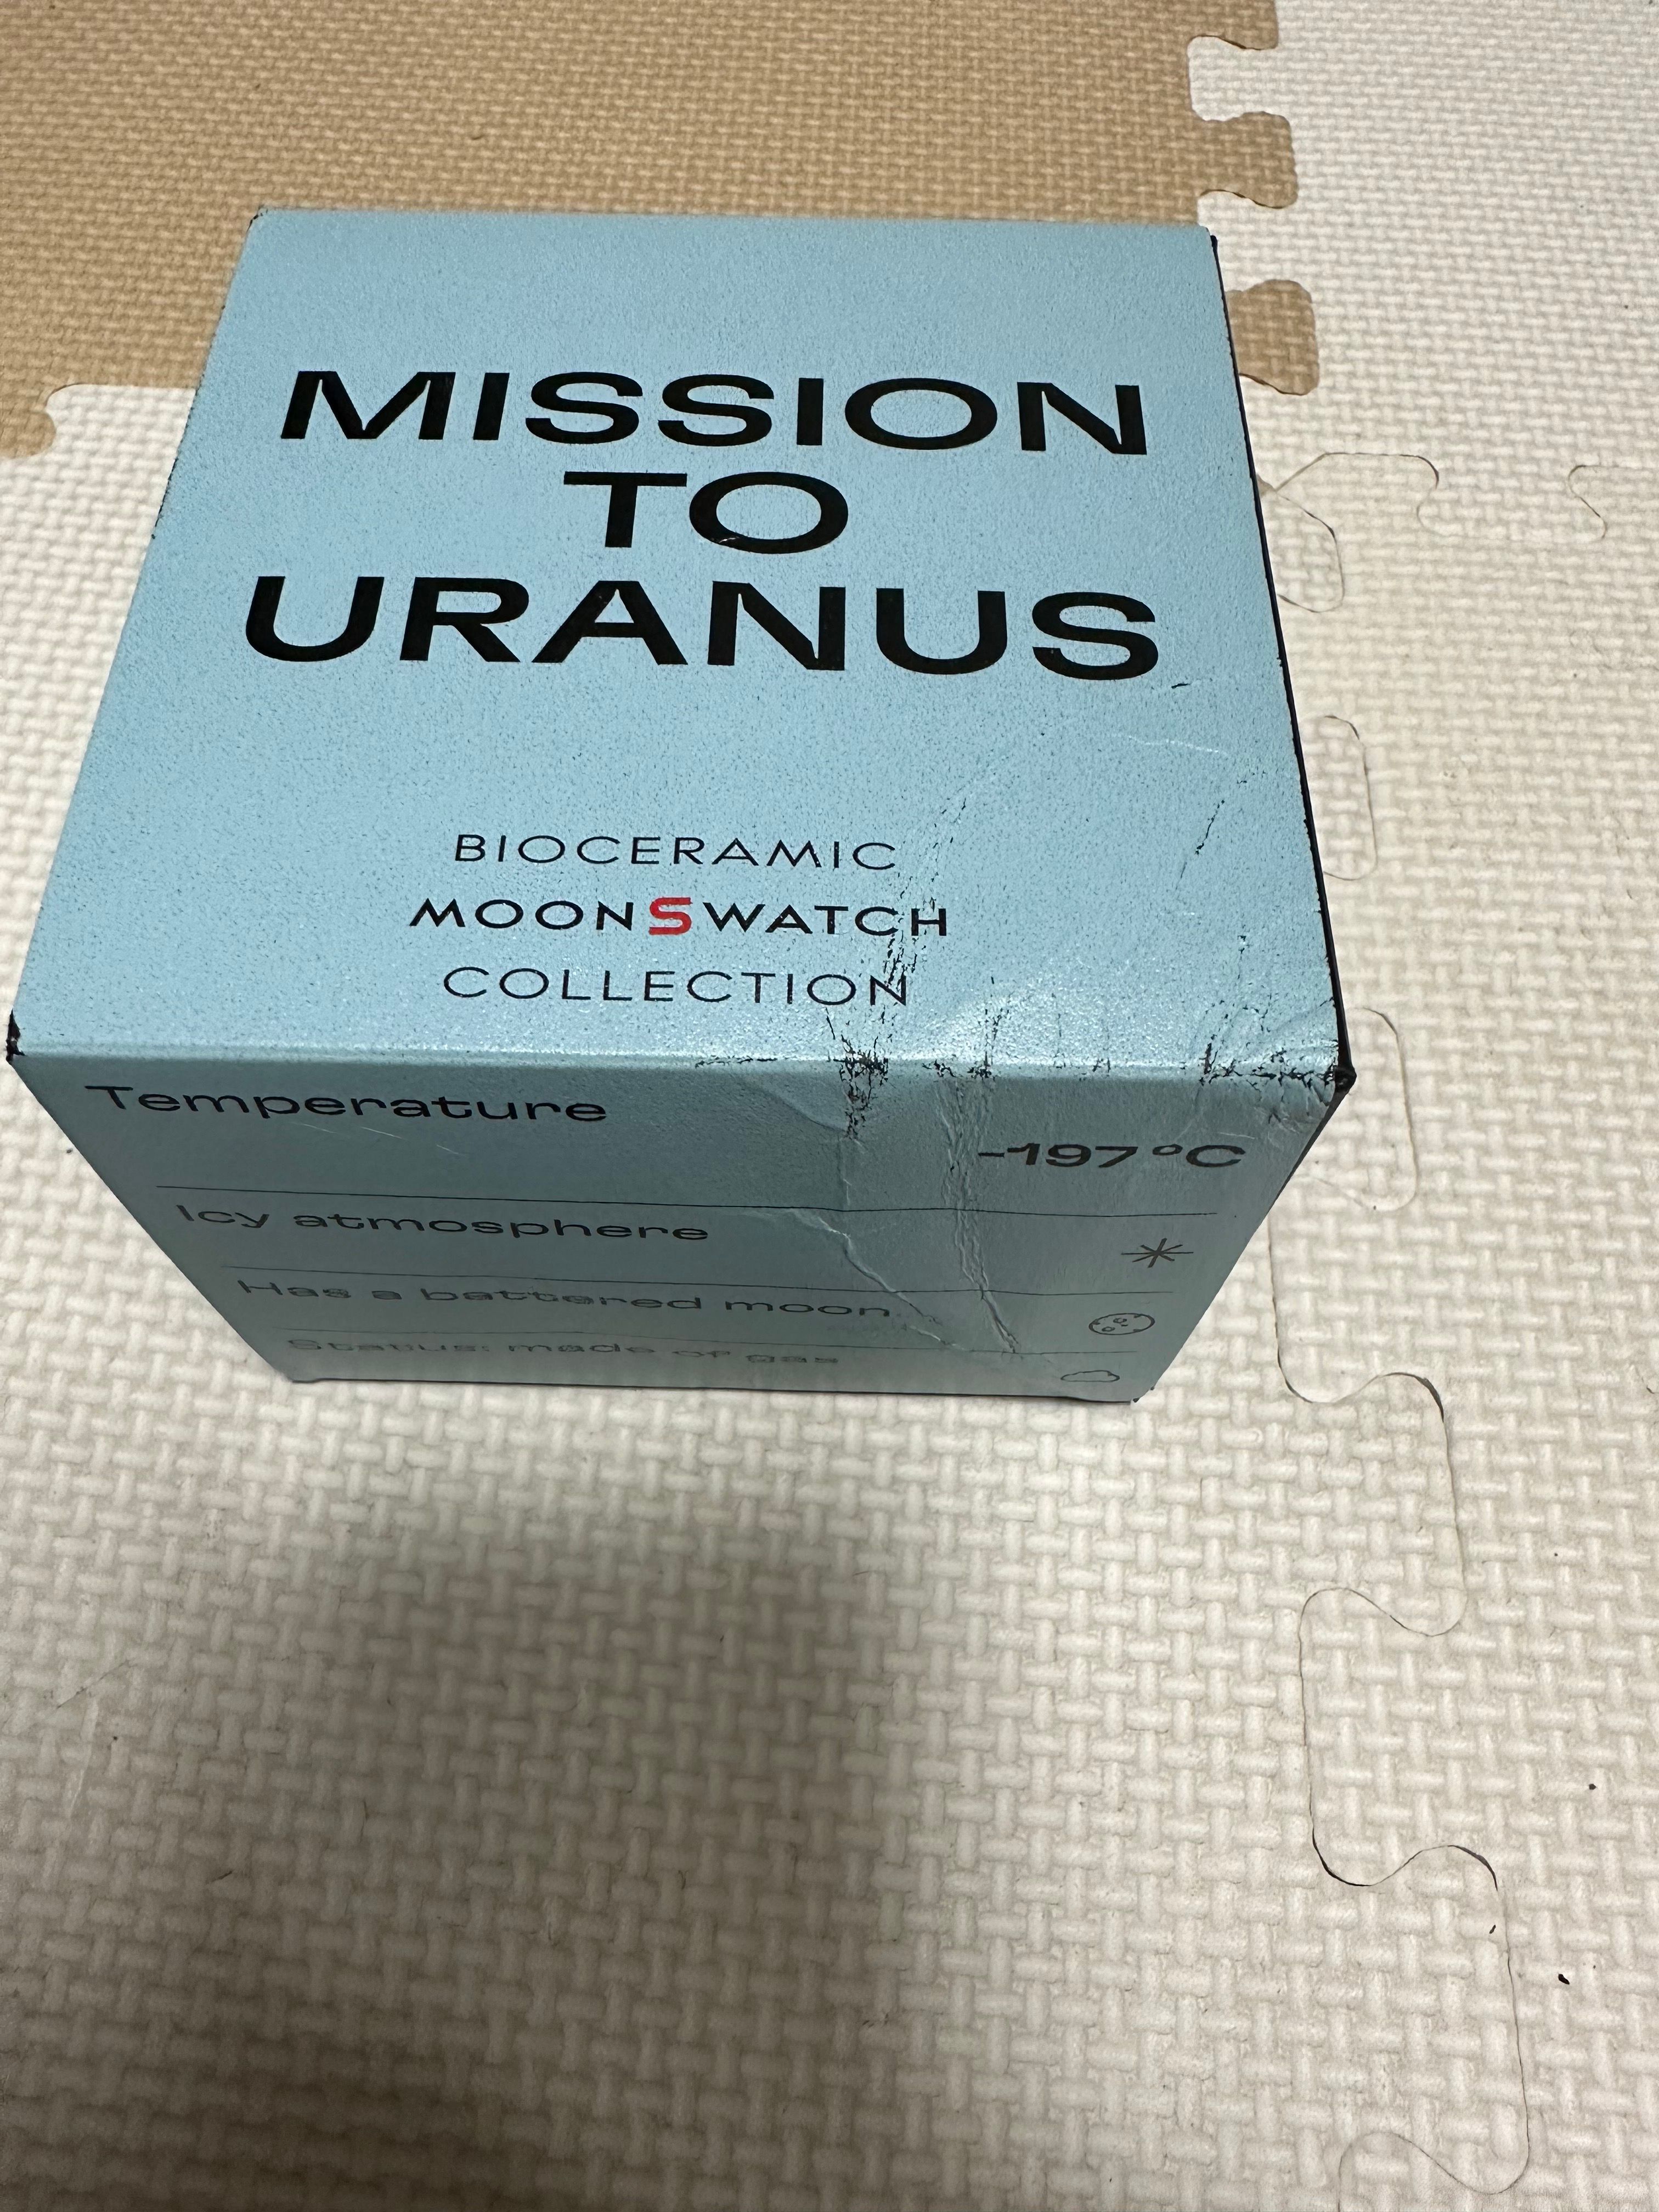 MISSION
TO
URANUS
BIOCERAMIC
MOONSWATCH
COLLECTION
Temperature
-197 °C
Icy atmosphere
Has a battered moon
Status: made of gas